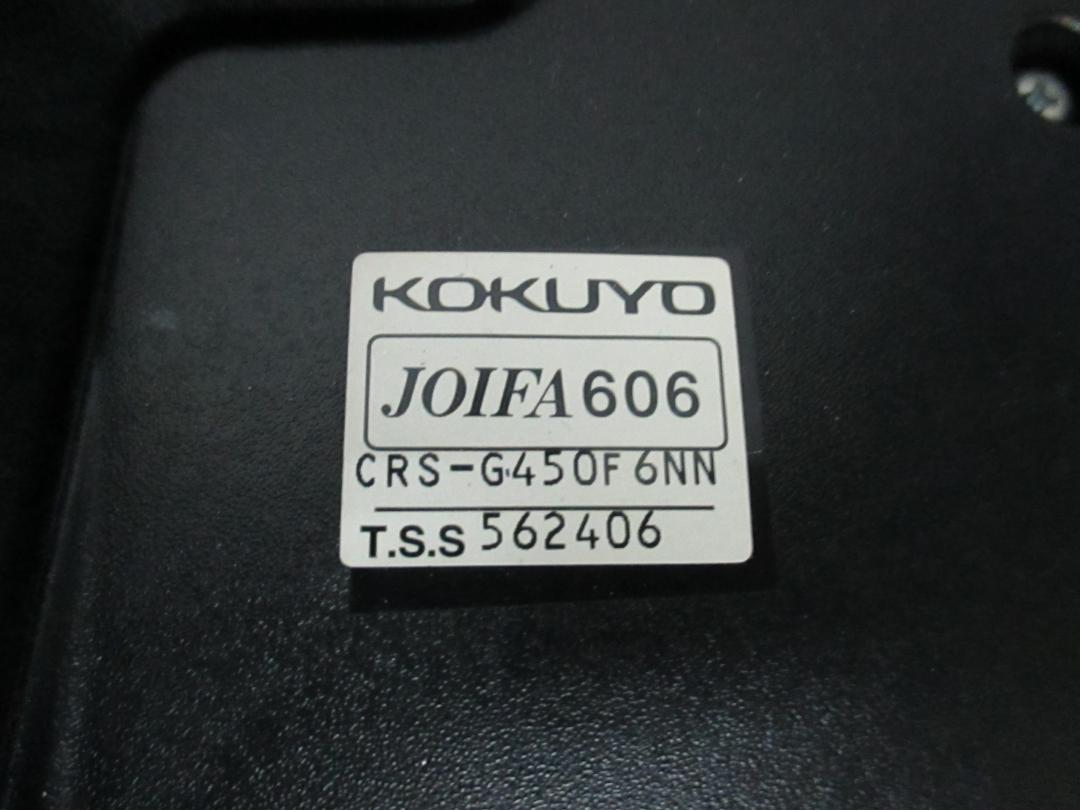 KOKUYO
JOIFA 606
CRS-G450F6NN
T.S.S 562406